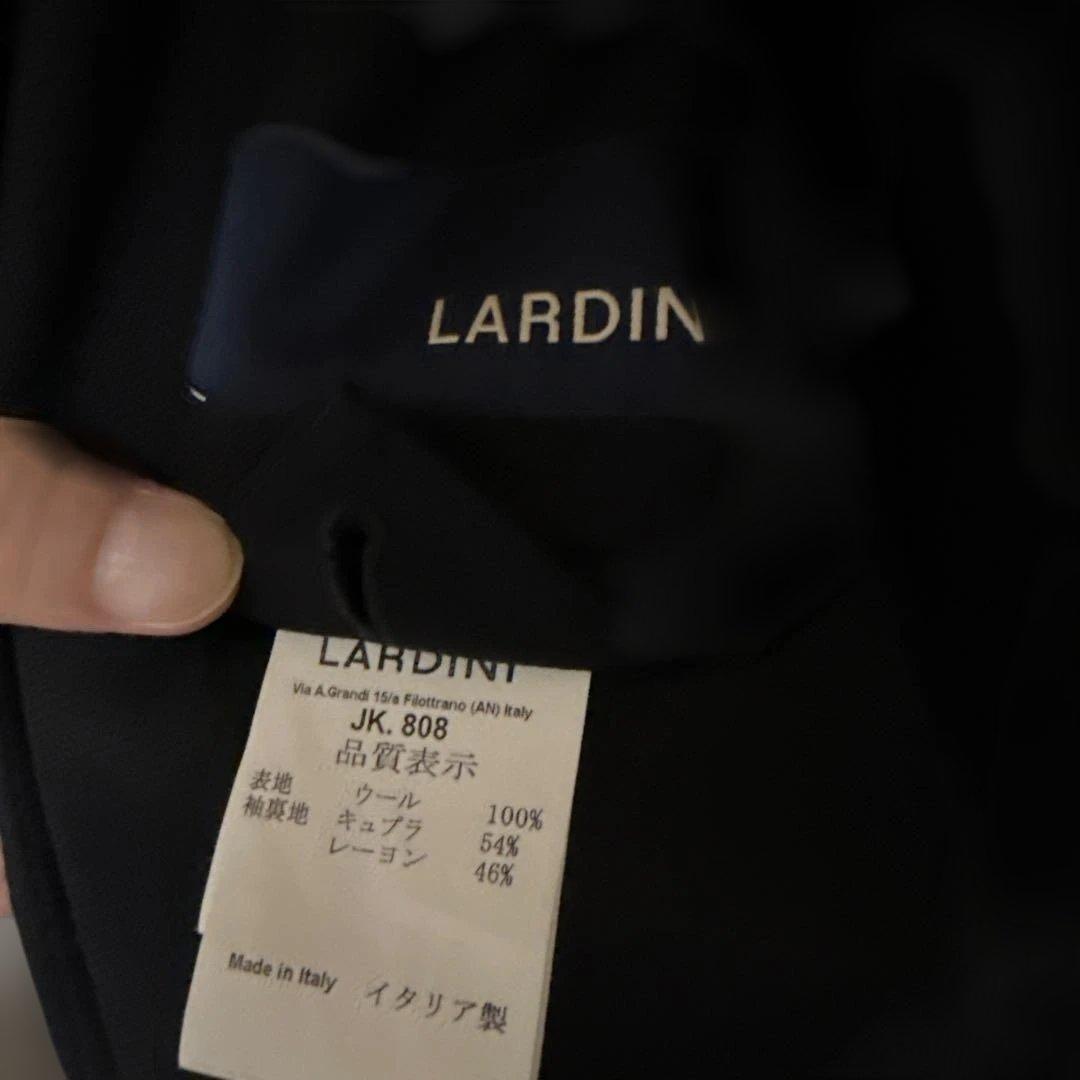 LARDIN
LARDINI
Via A.Grandi 15/a Filottrano (AN) Italy
JK. 808
品質表示
表地 ウール 100%
袖裏地 キュプラ 54%
レーヨン 46%
Made in Italy イタリア製